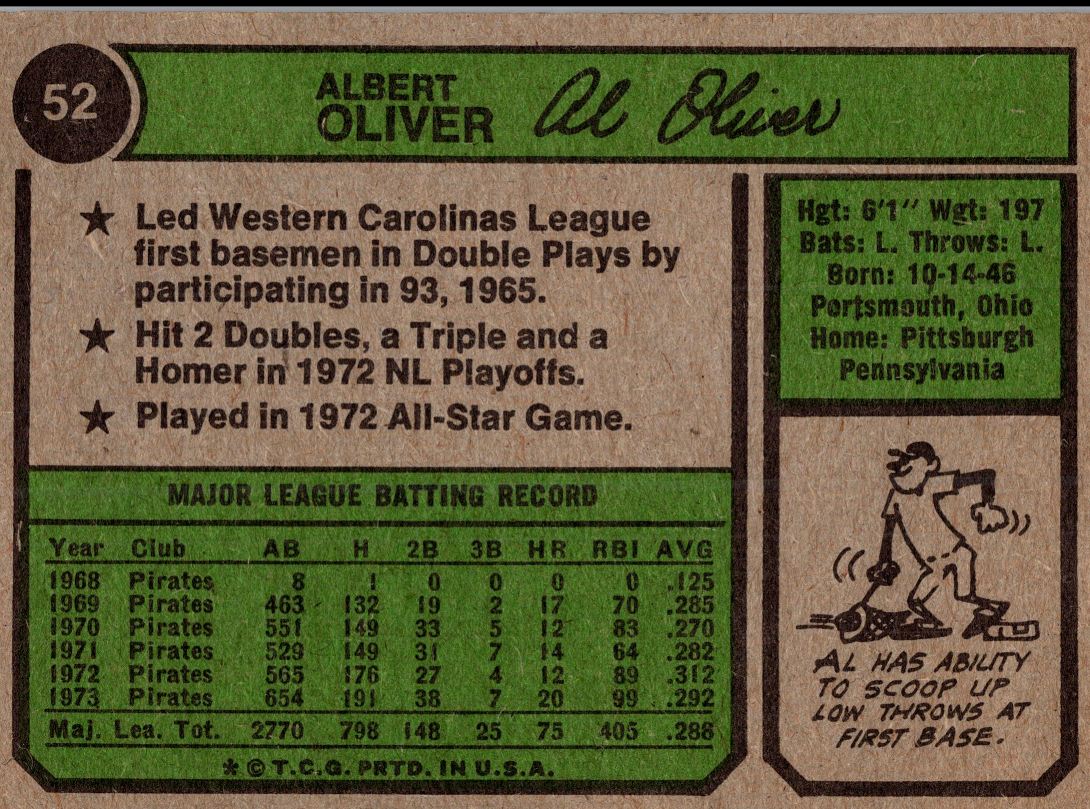 52
ALBERT
OLIVER
Al Oliver
★ Led Western Carolinas League
first basemen in Double Plays by
participating in 93, 1965.
★ Hit 2 Doubles, a Triple and a
Homer in 1972 NL Playoffs.
★ Played in 1972 All-Star Game.
MAJOR LEAGUE BATTING RECORD
Year Club AB H 2B 3B HR RBI AVG
1968 Pirates 8 1 0 0 0 0 .125
1969 Pirates 463 132 19 2 17 70 .285
1970 Pirates 551 149 33 5 12 83 .270
1971 Pirates 529 149 31 7 14 64 .282
1972 Pirates 565 176 27 4 12 89 .312
1973 Pirates 654 191 38 7 20 99 .292
Maj. Lea. Tot. 2770 798 148 25 75 405 .288
* © T.C.G. PRTD. IN U.S.A.
Hgt: 6'1" Wgt: 197
Bats: L. Throws: L.
Born: 10-14-46
Portsmouth, Ohio
Home: Pittsburgh
Pennsylvania
AL HAS ABILITY
TO SCOOP UP
LOW THROWS AT
FIRST BASE.